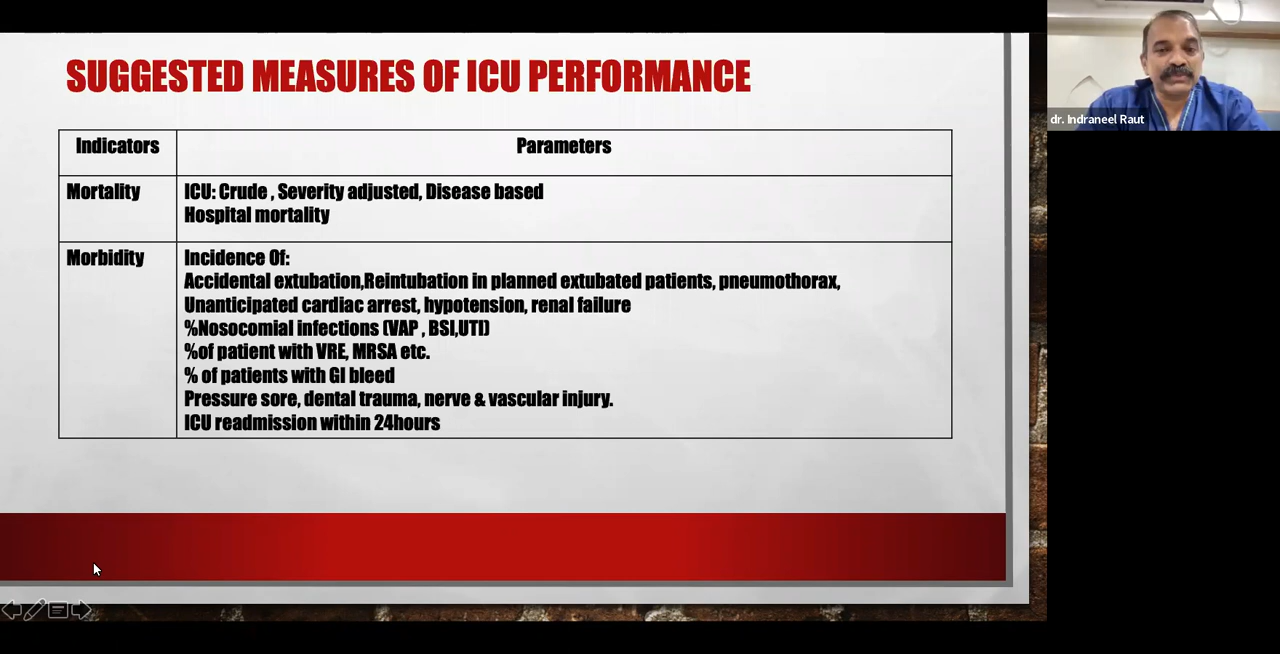 SUGGESTED MEASURES OF ICU PERFORMANCE
Indicators
Parameters
Mortality
ICU: Crude , Severity adjusted, Disease based
Hospital mortality
Morbidity
Incidence Of:
Accidental extubation,Reintubation in planned extubated patients, pneumothorax,
Unanticipated cardiac arrest, hypotension, renal failure
%Nosocomial infections (VAP , BSI,UTI)
%of patient with VRE, MRSA etc.
% of patients with GI bleed
Pressure sore, dental trauma, nerve & vascular injury.
ICU readmission within 24hours
dr. Indraneel Raut